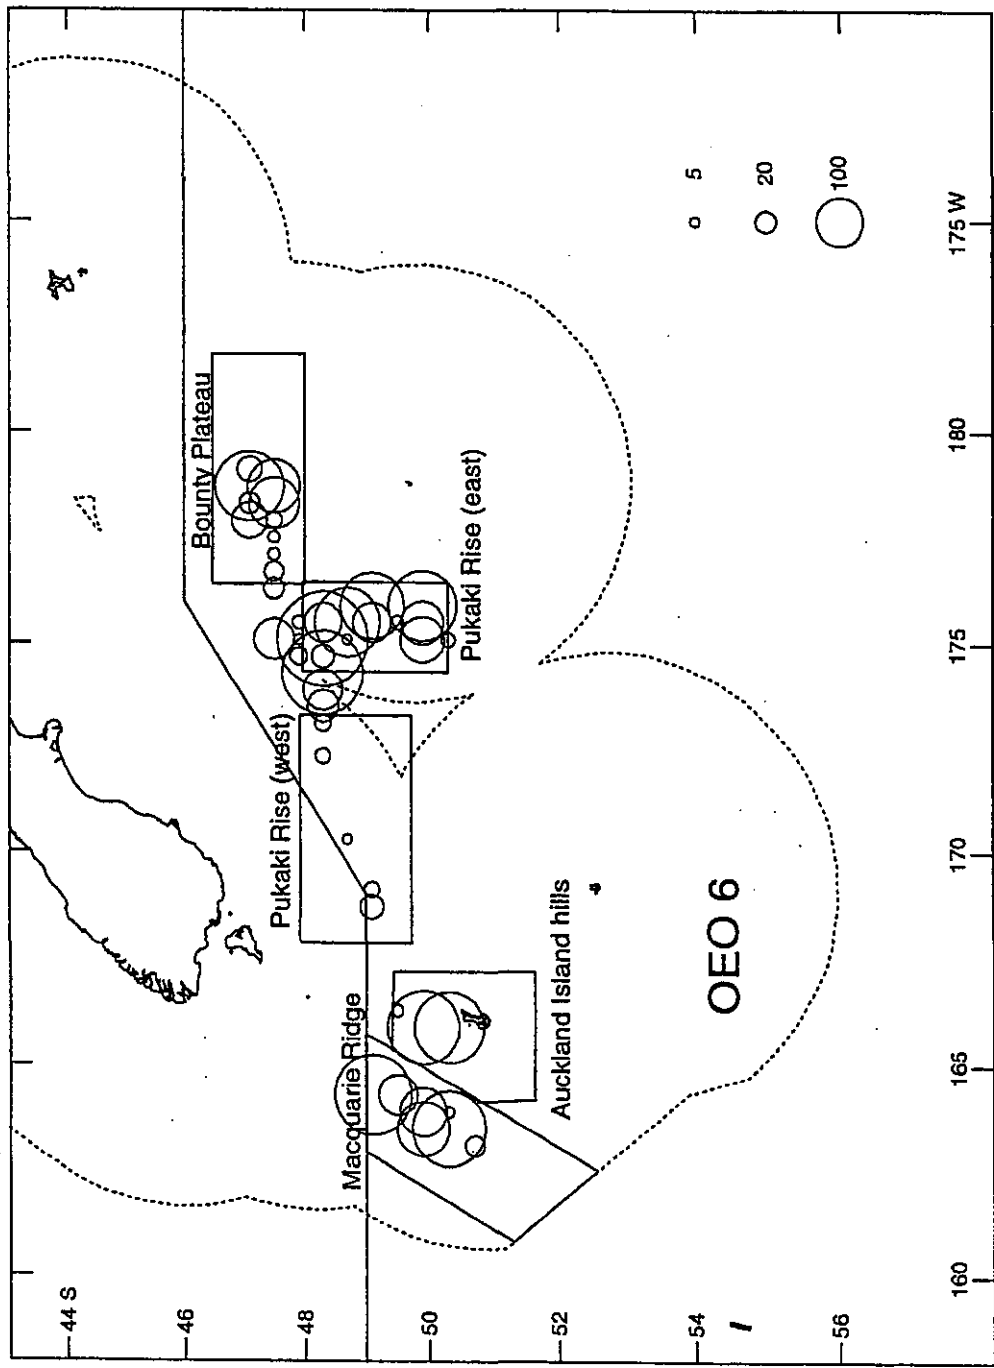 44 S
46
48
50
52
54
56
Bounty Plateau
Pukaki Rise (east)
Pukaki Rise (west)
Macquarie Ridge
Auckland Island hills
OEO 6
5
20
100
160
165
170
175
180
175 W